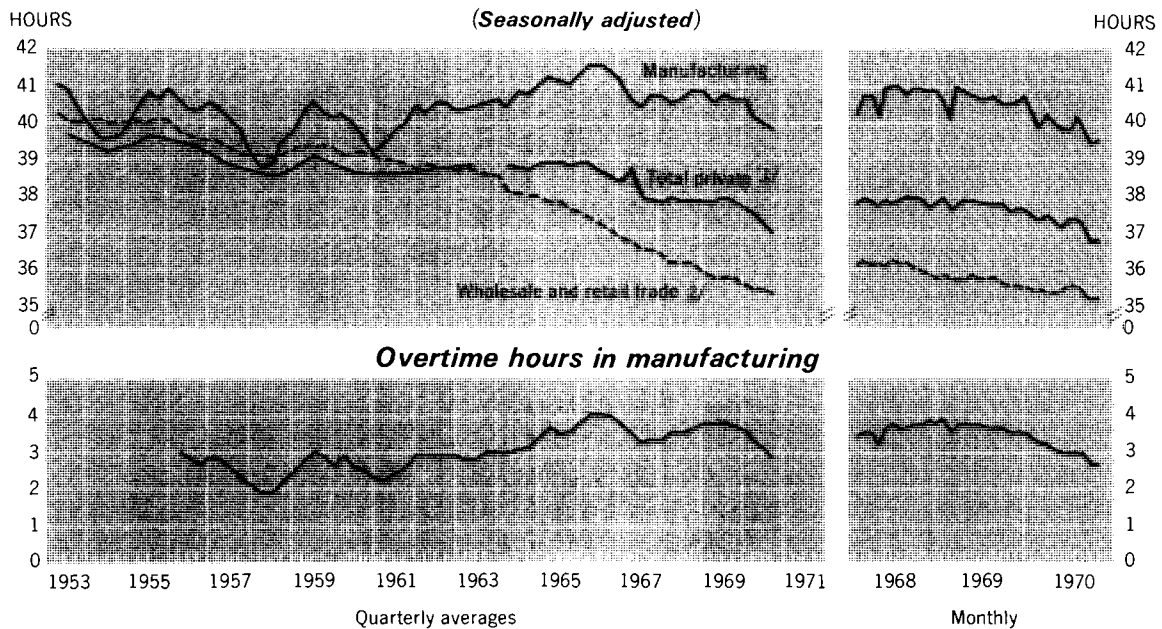 HOURS (Seasonally adjusted) HOURS
42 42
41 Manufacturing 41
40 40
39 39
38 Total private 1/ 38
37 37
36 36
35 Wholesale and retail trade 2/ 35
0 0
Overtime hours in manufacturing
5 5
4 4
3 3
2 2
1 1
0 0
1953 1955 1957 1959 1961 1963 1965 1967 1969 1971 1968 1969 1970
Quarterly averages Monthly